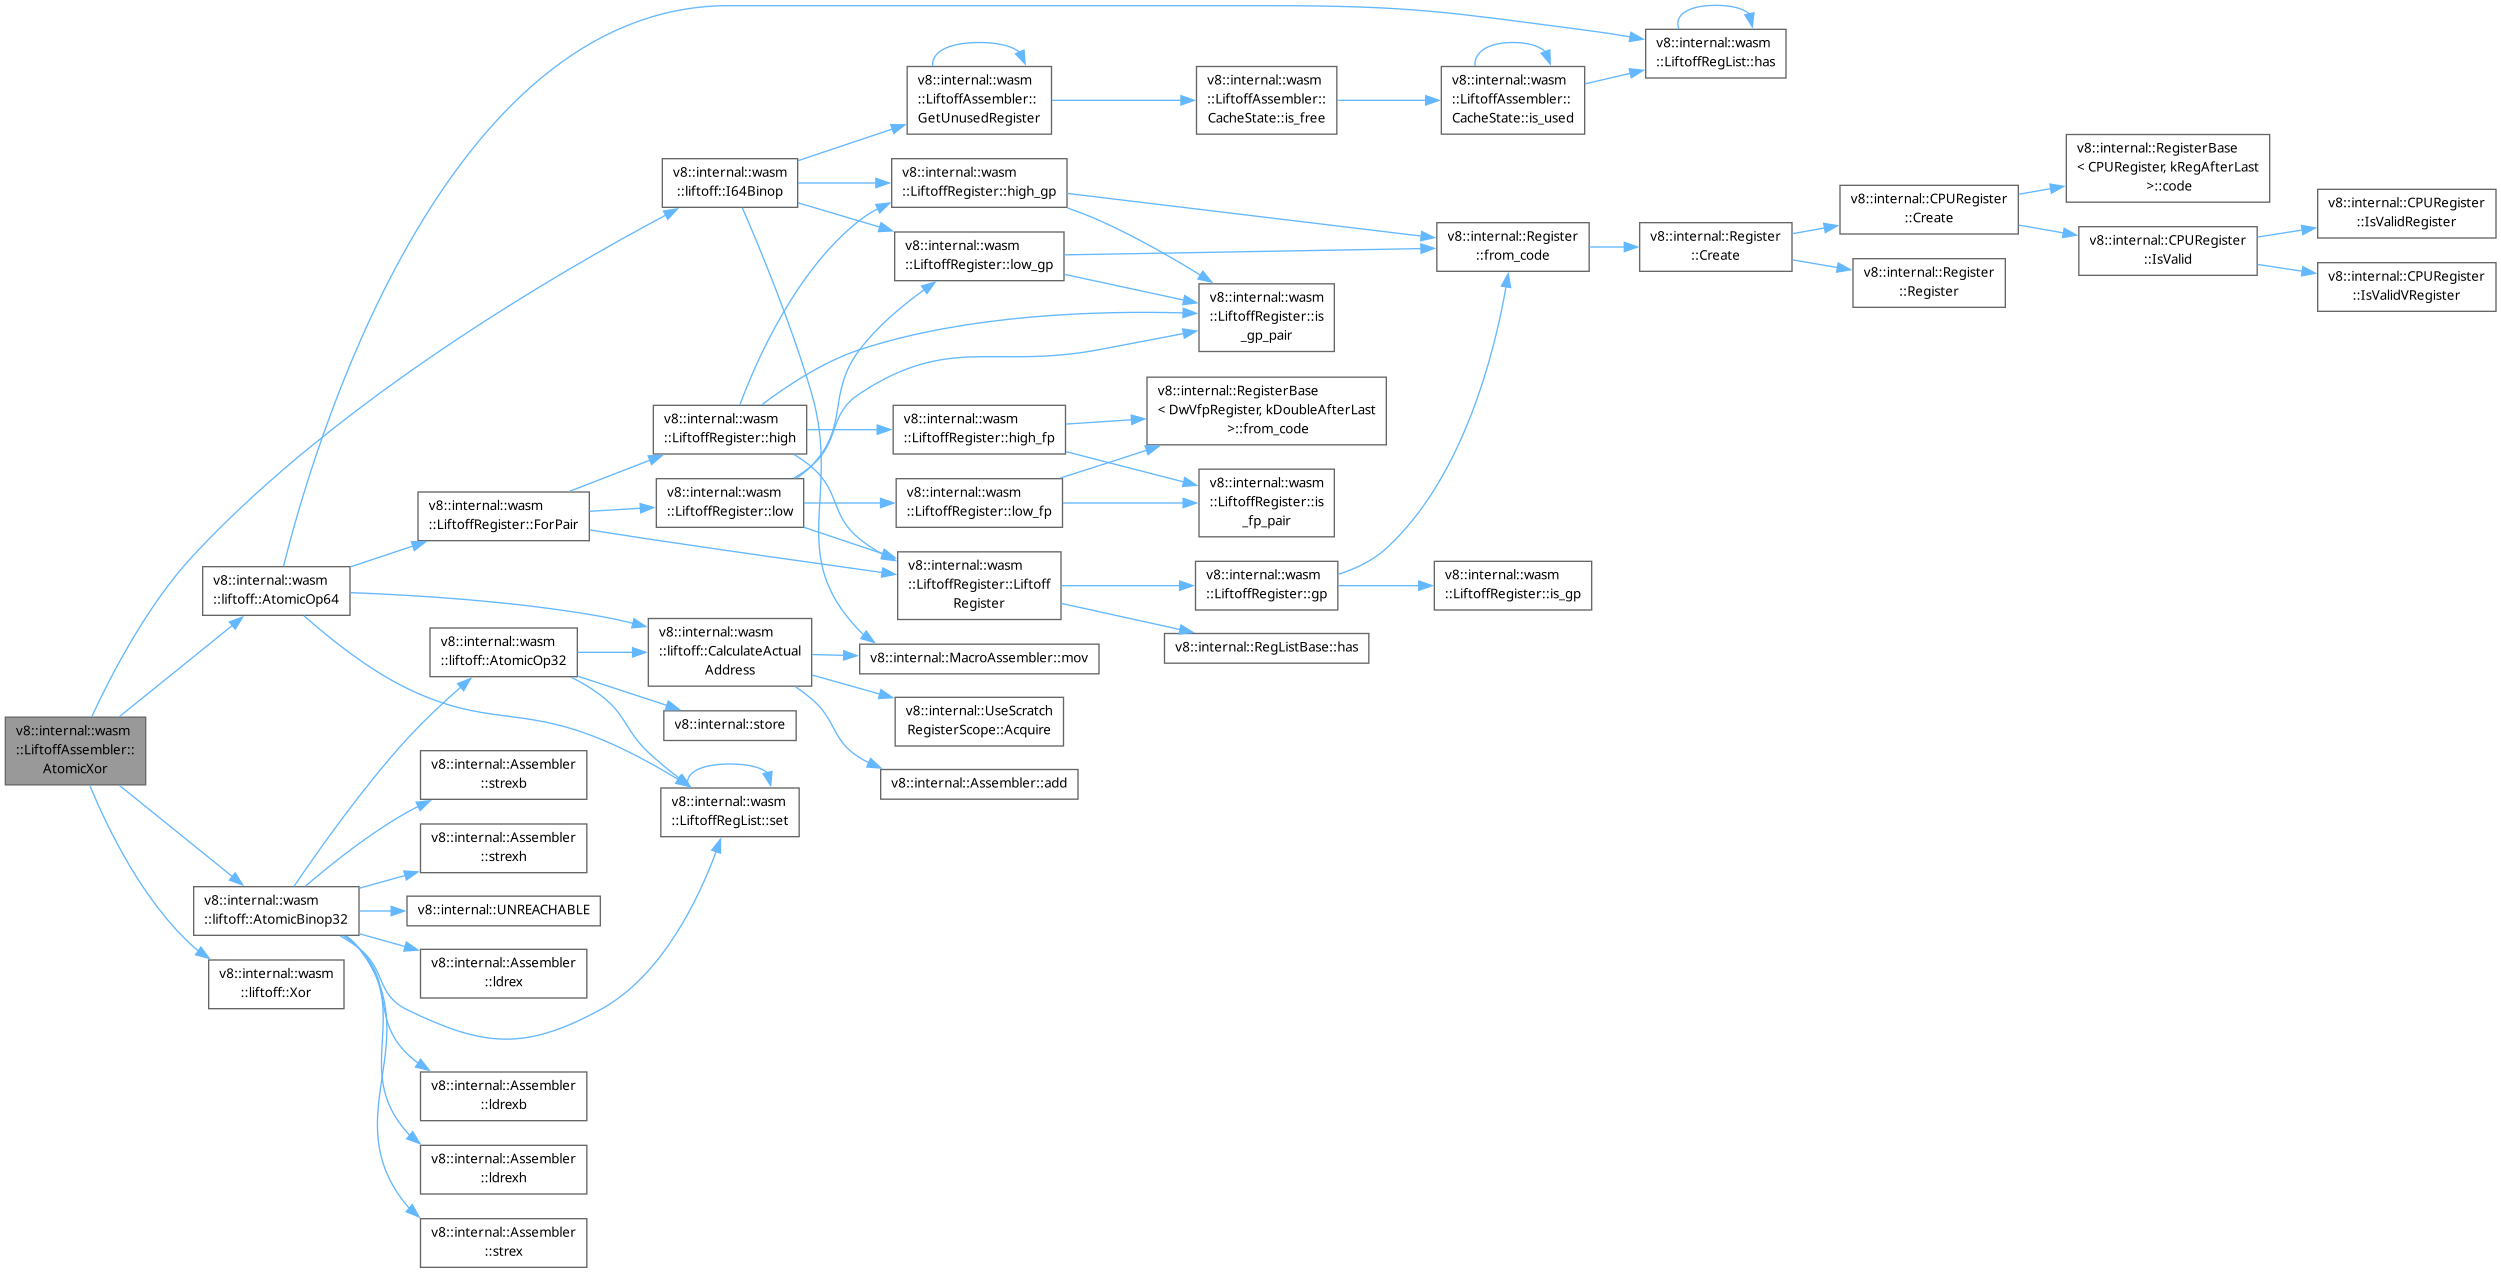 v8::internal::wasm
::LiftoffAssembler::
AtomicXor
v8::internal::wasm
::liftoff::AtomicOp64
v8::internal::wasm
::liftoff::AtomicBinop32
v8::internal::wasm
::liftoff::Xor
v8::internal::wasm
::LiftoffRegister::ForPair
v8::internal::wasm
::liftoff::AtomicOp32
v8::internal::Assembler
::strexb
v8::internal::Assembler
::strexh
v8::internal::UNREACHABLE
v8::internal::Assembler
::ldrex
v8::internal::Assembler
::ldrexb
v8::internal::Assembler
::ldrexh
v8::internal::Assembler
::strex
v8::internal::wasm
::liftoff::I64Binop
v8::internal::wasm
::LiftoffRegister::high
v8::internal::wasm
::LiftoffRegister::low
v8::internal::wasm
::liftoff::CalculateActual
Address
v8::internal::store
v8::internal::wasm
::LiftoffRegList::set
v8::internal::wasm
::LiftoffAssembler::
GetUnusedRegister
v8::internal::wasm
::LiftoffRegister::high_gp
v8::internal::wasm
::LiftoffRegister::low_gp
v8::internal::wasm
::LiftoffRegister::high_fp
v8::internal::wasm
::LiftoffRegister::low_fp
v8::internal::wasm
::LiftoffRegister::Liftoff
Register
v8::internal::MacroAssembler::mov
v8::internal::UseScratch
RegisterScope::Acquire
v8::internal::Assembler::add
v8::internal::wasm
::LiftoffAssembler::
CacheState::is_free
v8::internal::wasm
::LiftoffRegister::is
_gp_pair
v8::internal::RegisterBase
< DwVfpRegister, kDoubleAfterLast
>::from_code
v8::internal::wasm
::LiftoffRegister::is
_fp_pair
v8::internal::wasm
::LiftoffRegister::gp
v8::internal::RegListBase::has
v8::internal::wasm
::LiftoffAssembler::
CacheState::is_used
v8::internal::Register
::from_code
v8::internal::wasm
::LiftoffRegister::is_gp
v8::internal::wasm
::LiftoffRegList::has
v8::internal::Register
::Create
v8::internal::CPURegister
::Create
v8::internal::Register
::Register
v8::internal::RegisterBase
< CPURegister, kRegAfterLast
>::code
v8::internal::CPURegister
::IsValid
v8::internal::CPURegister
::IsValidRegister
v8::internal::CPURegister
::IsValidVRegister